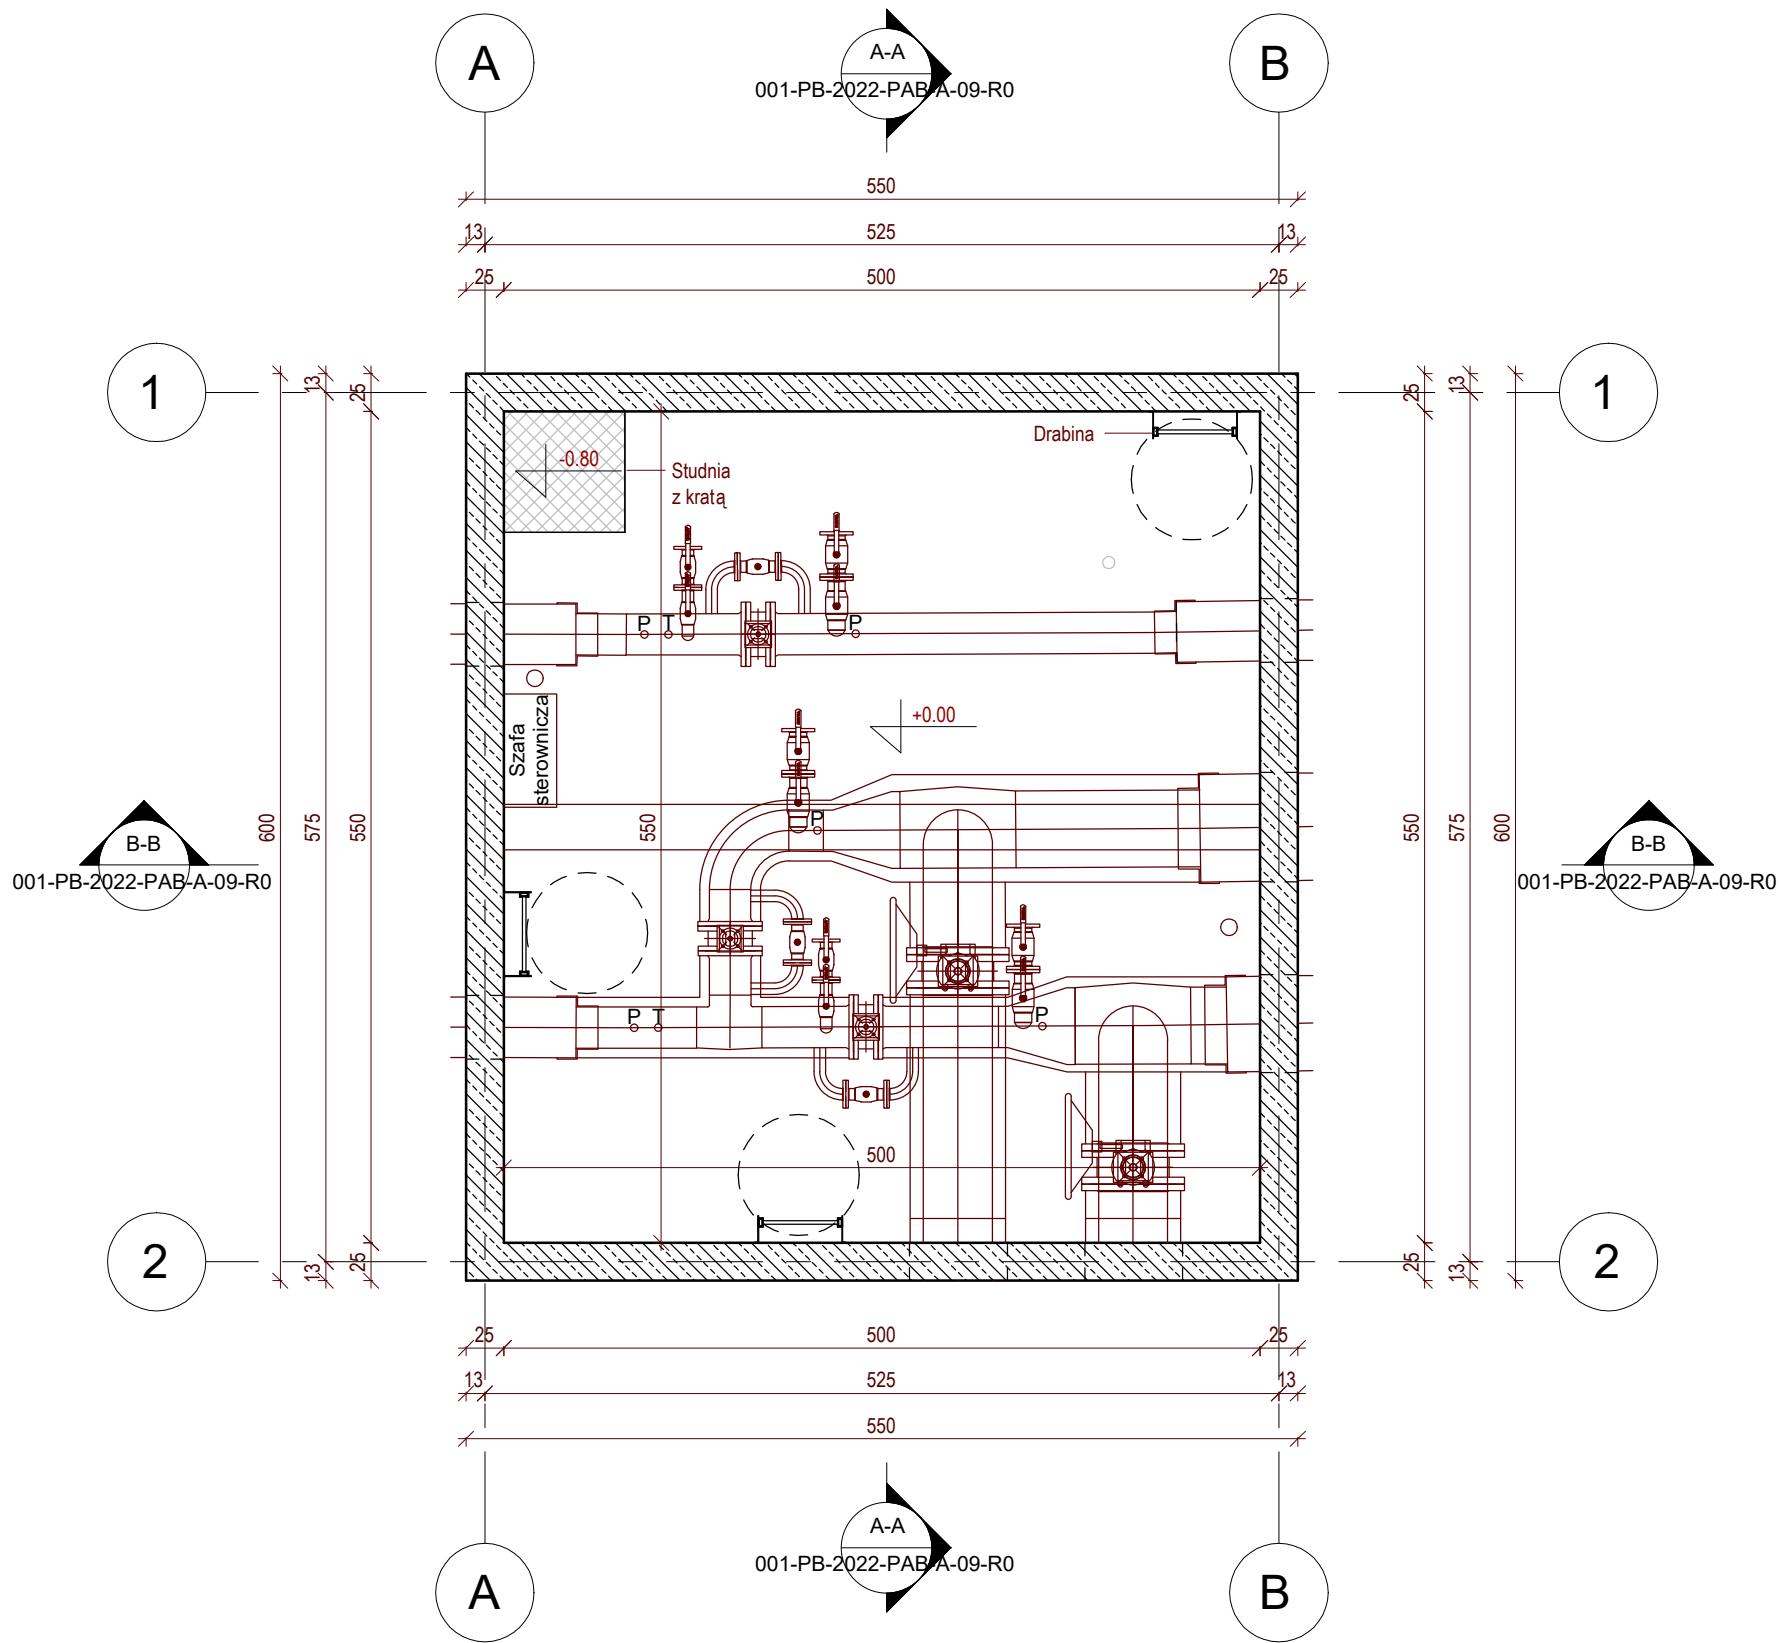 A
A-A
001-PB-2022-PAB-A-09-R0
B
550
13
525
13
25
500
25
1
13
25
25
13
1
Drabina
-0.80
Studnia
z kratą
P
T
P
Szafa
sterownicza
+0.00
600
575
550
550
550
575
600
B-B
001-PB-2022-PAB-A-09-R0
B-B
001-PB-2022-PAB-A-09-R0
P
P
T
P
500
2
13
25
25
13
2
25
500
25
13
525
13
550
A
A-A
001-PB-2022-PAB-A-09-R0
B